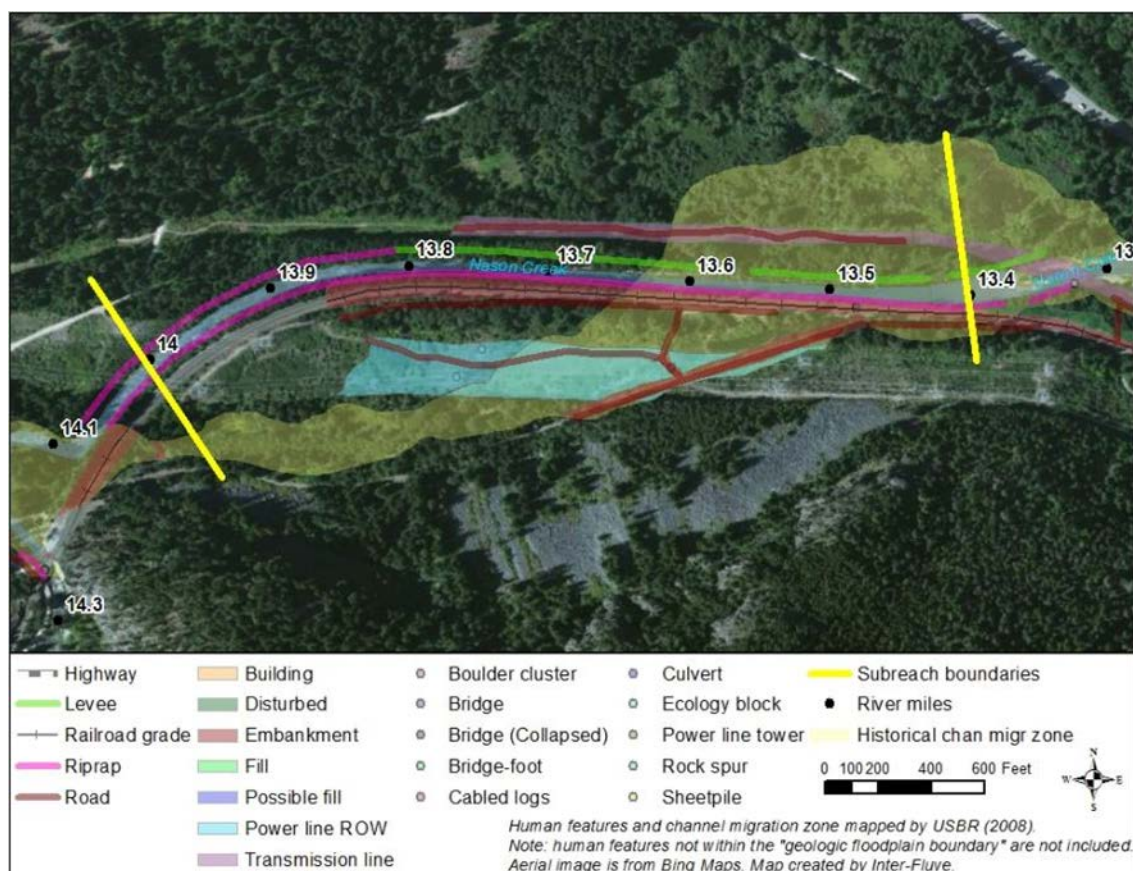 13.8
13.7
13.9
Nason Creek
13.6
13.5
13.4
13
14
14.1
14.3
Highway
Levee
Railroad grade
Riprap
Road
Building
Disturbed
Embankment
Fill
Possible fill
Power line ROW
Transmission line
Boulder cluster
Bridge
Bridge (Collapsed)
Bridge-foot
Cabled logs
Culvert
Ecology block
Power line tower
Rock spur
Sheetpile
Subreach boundaries
River miles
Historical chan migr zone
0 100 200 400 600 Feet
N
W E
S
Human features and channel migration zone mapped by USBR (2008).
Note: human features not within the "geologic floodplain boundary" are not included.
Aerial image is from Bing Maps. Map created by Inter-Fluve.